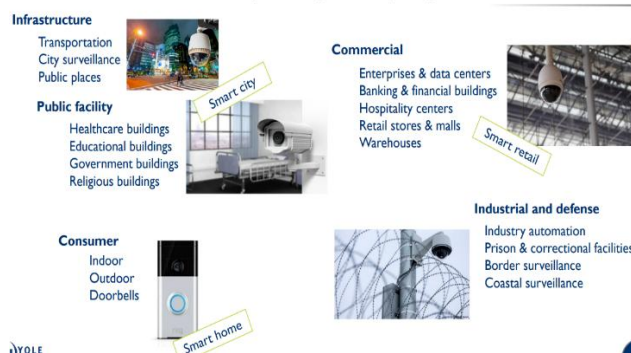 Infrastructure
Transportation
City surveillance
Public places
Smart city
Public facility
Healthcare buildings
Educational buildings
Government buildings
Religious buildings
Commercial
Enterprises & data centers
Banking & financial buildings
Hospitality centers
Retail stores & malls
Warehouses
Smart retail
Consumer
Indoor
Outdoor
Doorbells
Smart home
Industrial and defense
Industry automation
Prison & correctional facilities
Border surveillance
Coastal surveillance
YOLE